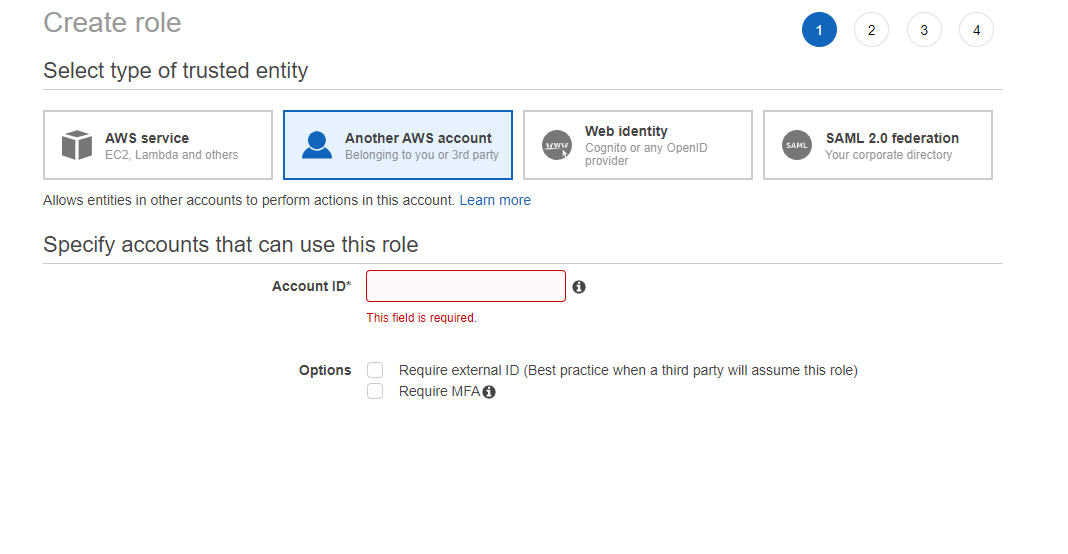 Create role
1 2 3 4
Select type of trusted entity
AWS service
EC2, Lambda and others
Another AWS account
Belonging to you or 3rd party
www
Web identity
Cognito or any OpenID
provider
SAML
SAML 2.0 federation
Your corporate directory
Allows entities in other accounts to perform actions in this account. Learn more
Specify accounts that can use this role
Account ID*
This field is required.
Options
Require external ID (Best practice when a third party will assume this role)
Require MFA